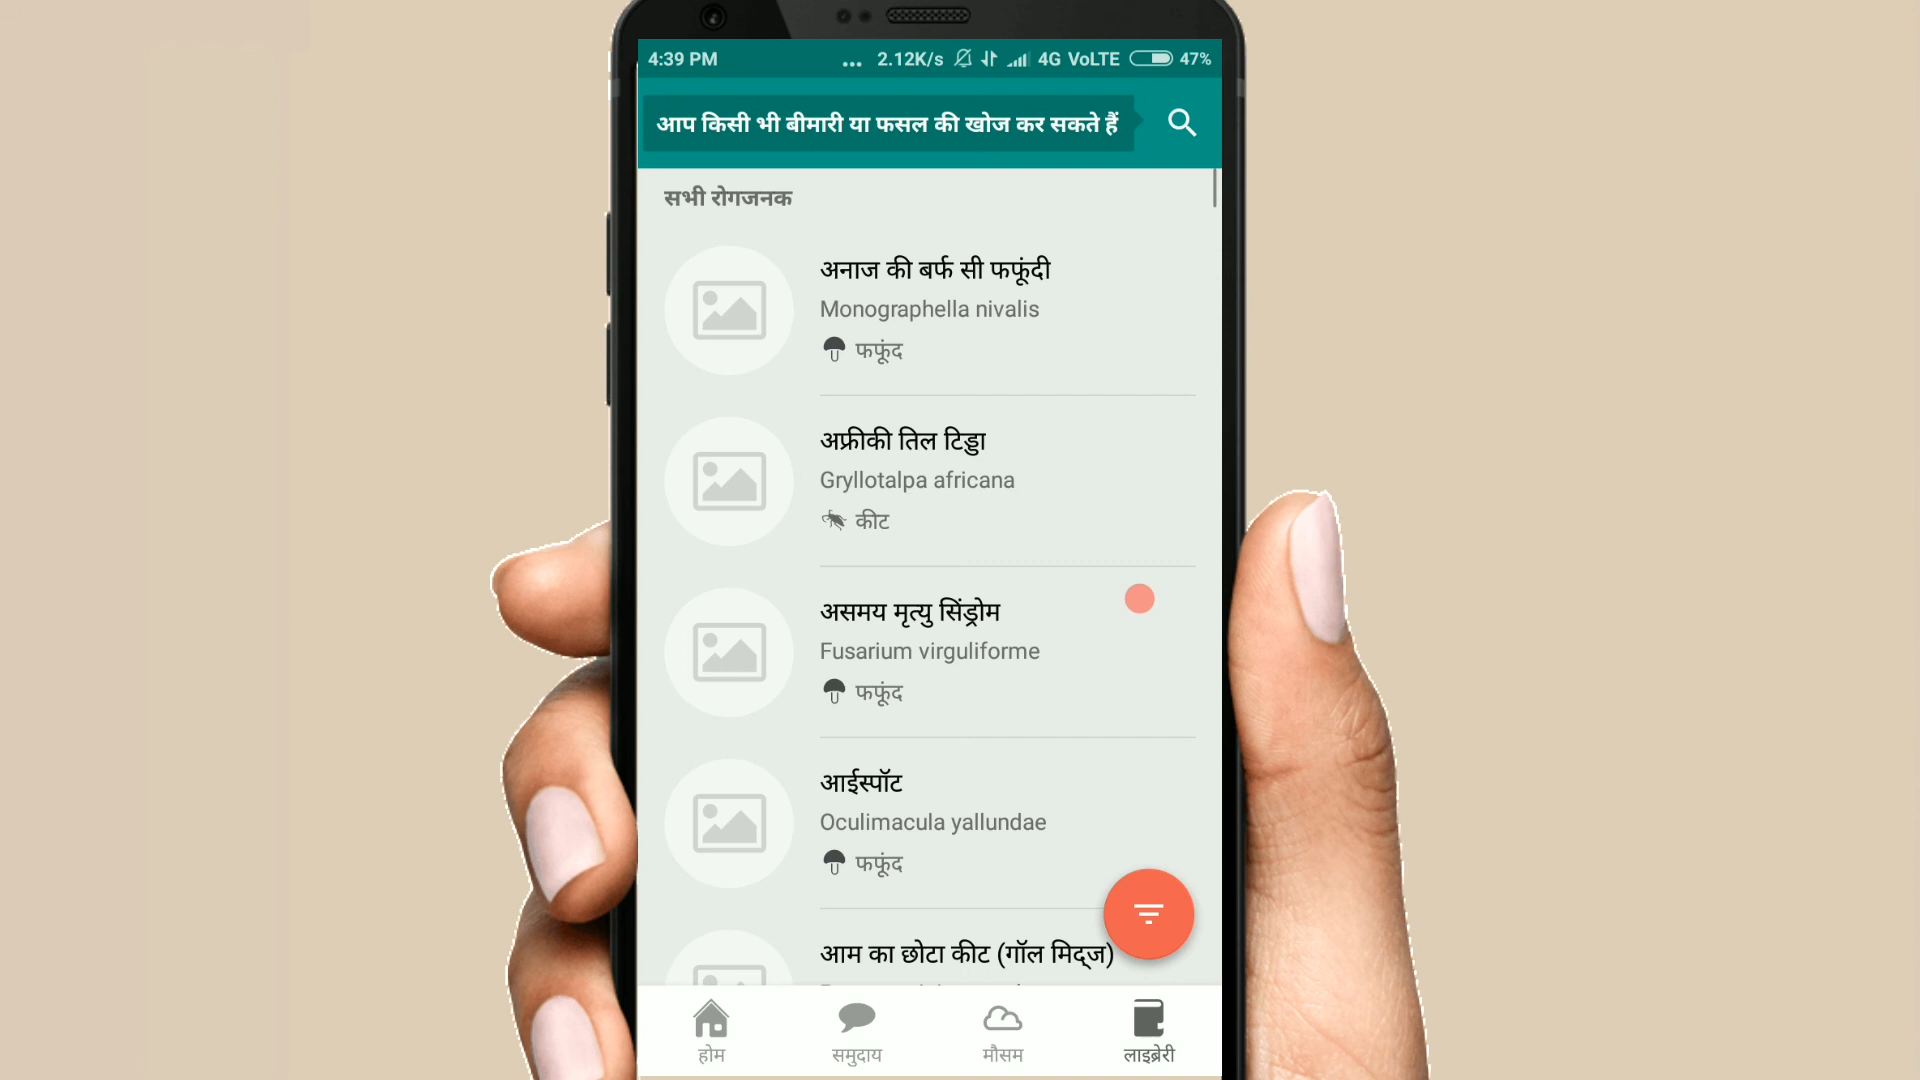 4:39 PM ... 2.12K/s 4G VoLTE 47%
आप किसी भी बीमारी या फसल की खोज कर सकते हैं
सभी रोगजनक
अनाज की बर्फ सी फफूंदी
Monographella nivalis
फफूंद
अफ्रीकी तिल टिड्डा
Gryllotalpa africana
कीट
असमय मृत्यु सिंड्रोम
Fusarium virguliforme
फफूंद
आईस्पॉट
Oculimacula yallundae
फफूंद
आम का छोटा कीट (गॉल मिद्ज)
होम समुदाय मौसम लाइब्रेरी